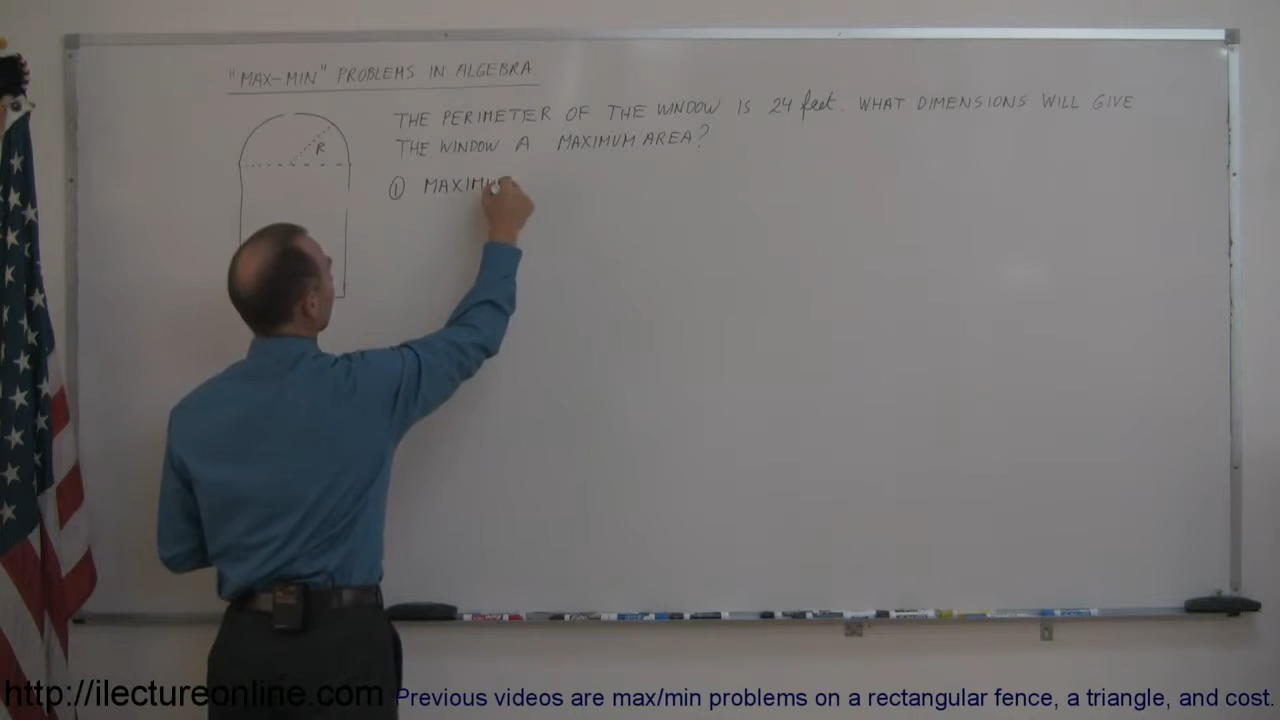 "MAX-MIN" PROBLEMS IN ALGEBRA
THE PERIMETER OF THE WINDOW IS 24 feet. WHAT DIMENSIONS WILL GIVE
THE WINDOW A MAXIMUM AREA?
R
① MAXIMU
http://ilectureonline.com
Previous videos are max/min problems on a rectangular fence, a triangle, and cost.